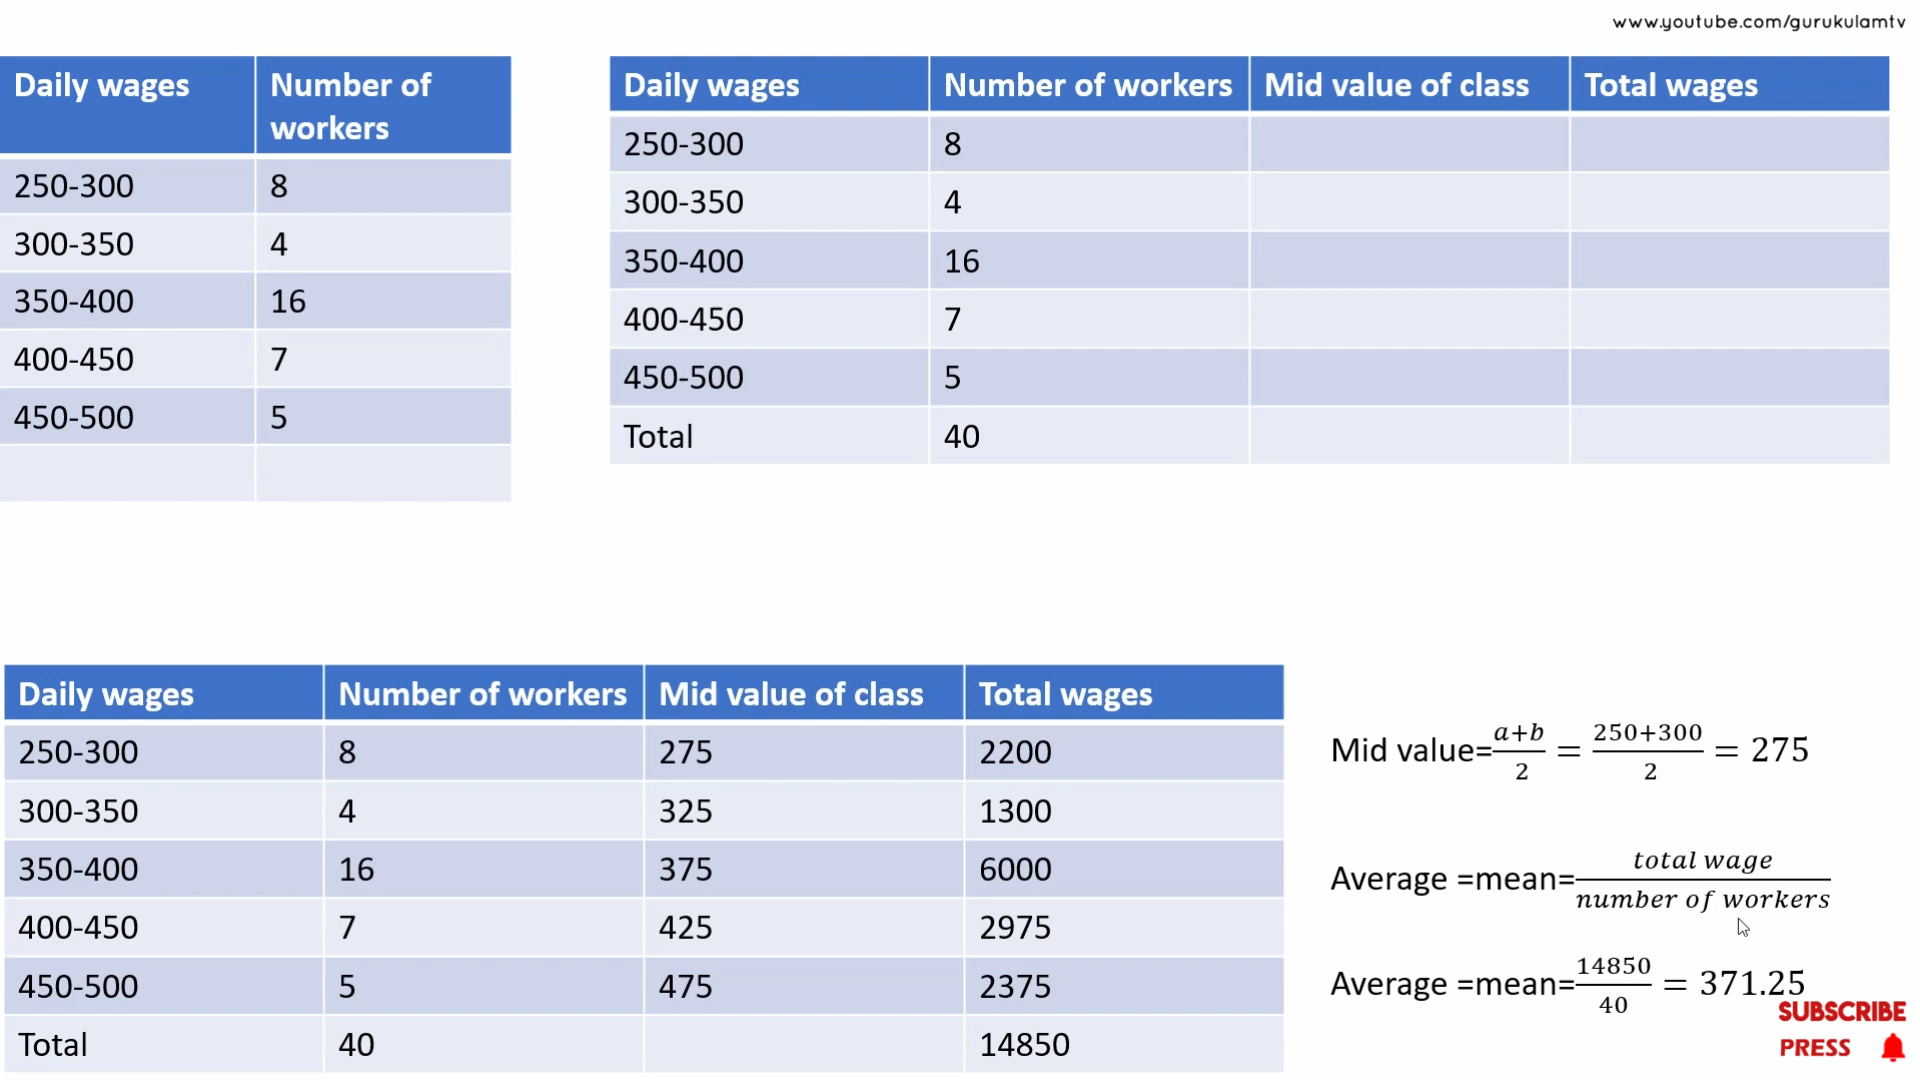 www.youtube.com/gurukulamtv
Daily wages Number of workers
250-300 8
300-350 4
350-400 16
400-450 7
450-500 5
Daily wages Number of workers Mid value of class Total wages
250-300 8
300-350 4
350-400 16
400-450 7
450-500 5
Total 40
Daily wages Number of workers Mid value of class Total wages
250-300 8 275 2200
300-350 4 325 1300
350-400 16 375 6000
400-450 7 425 2975
450-500 5 475 2375
Total 40 14850
Mid value=\frac{a+b}{2} = \frac{250+300}{2} = 275
Average =mean=\frac{total wage}{number of workers}
Average =mean=\frac{14850}{40} = 371.25
SUBSCRIBE
PRESS